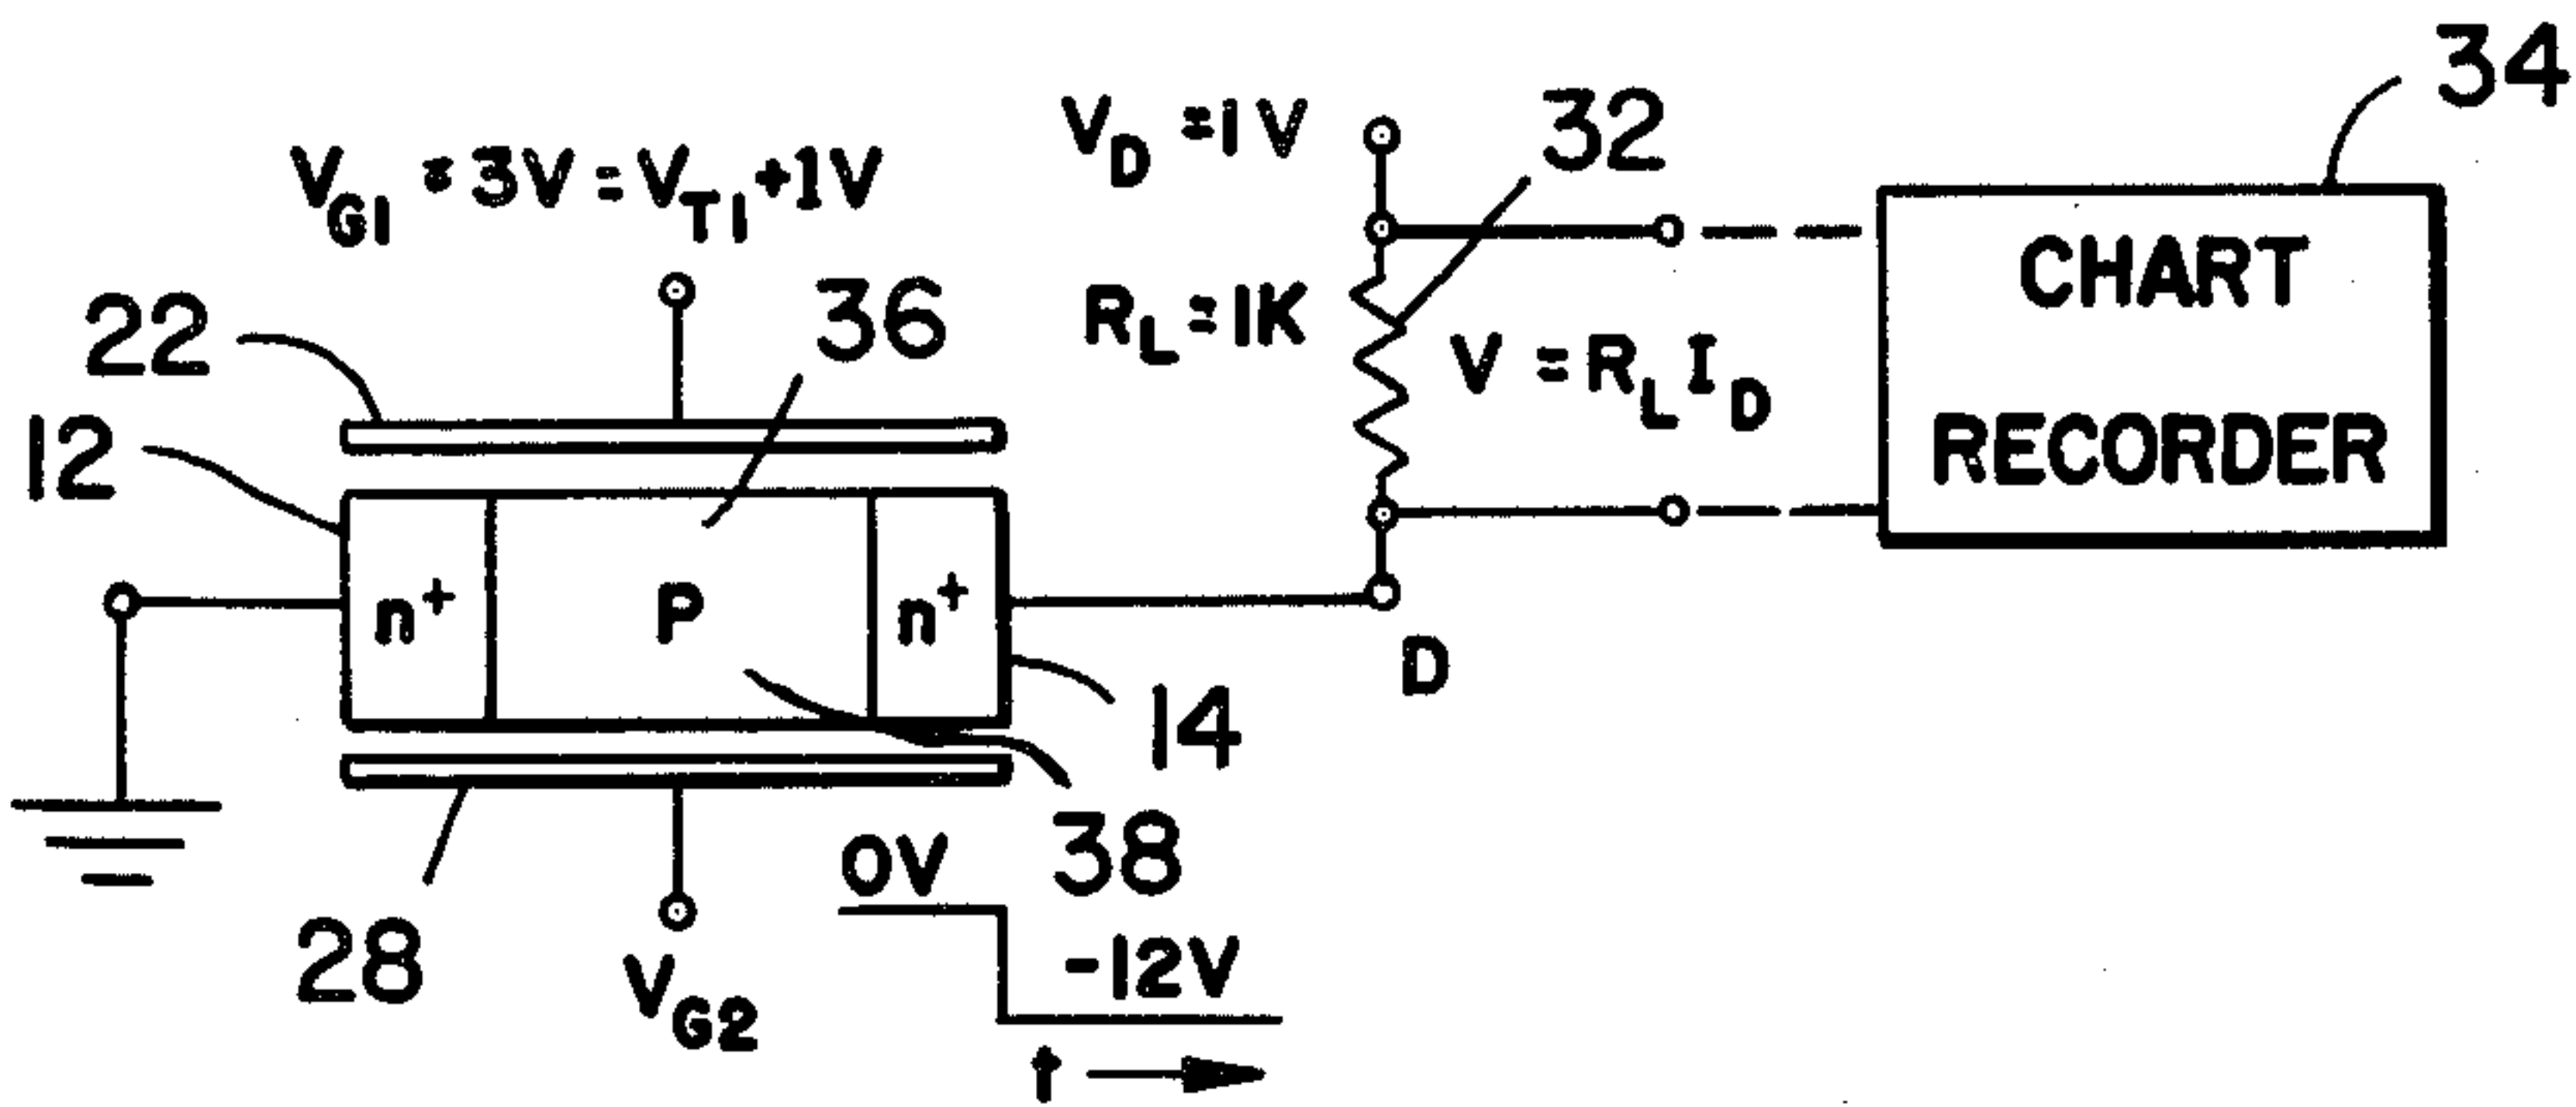 34
V_D = 1V
32
V_G1 = 3V = V_T1 + 1V
CHART
RECORDER
22
36
R_L = 1K
V = R_L I_D
12
n+
P
n+
D
14
38
28
V_G2
0V
-12V
t